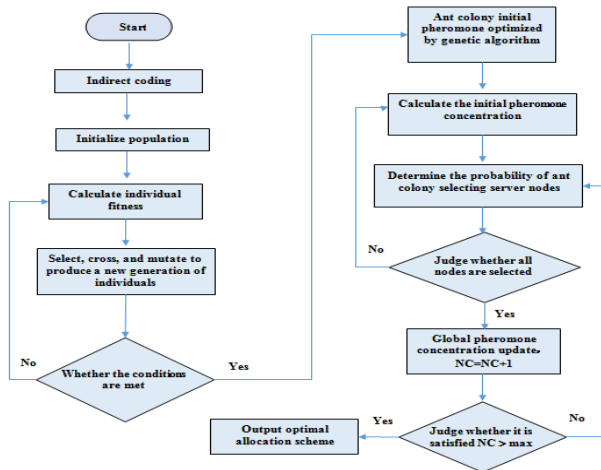 Start
Indirect coding
Initialize population
Calculate individual
fitness
Select, cross, and mutate to
produce a new generation of
individuals
No
Whether the conditions
are met
Yes
Ant colony initial
pheromone optimized
by genetic algorithm
Calculate the initial pheromone
concentration
Determine the probability of ant
colony selecting server nodes
No
Judge whether all
nodes are selected
Yes
Global pheromone
concentration update,
NC=NC+1
Judge whether it is
satisfied NC > max
No
Yes
Output optimal
allocation scheme